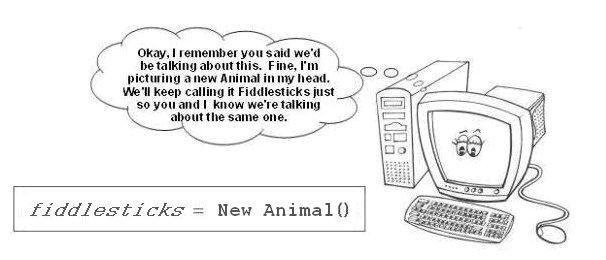 Okay, I remember you said we'd
be talking about this.  Fine, I'm
picturing a new Animal in my head.
We'll keep calling it Fiddlesticks just
so you and I  know we're talking
about the same one.
fiddlesticks = New Animal()